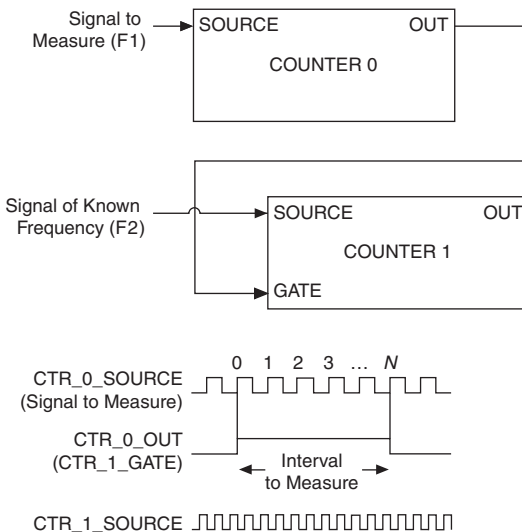 Signal to
Measure (F1)
SOURCE OUT
COUNTER 0
Signal of Known
Frequency (F2)
SOURCE OUT
COUNTER 1
GATE
0 1 2 3 … N
CTR_0_SOURCE
(Signal to Measure)
CTR_0_OUT
(CTR_1_GATE)
Interval
to Measure
CTR_1_SOURCE